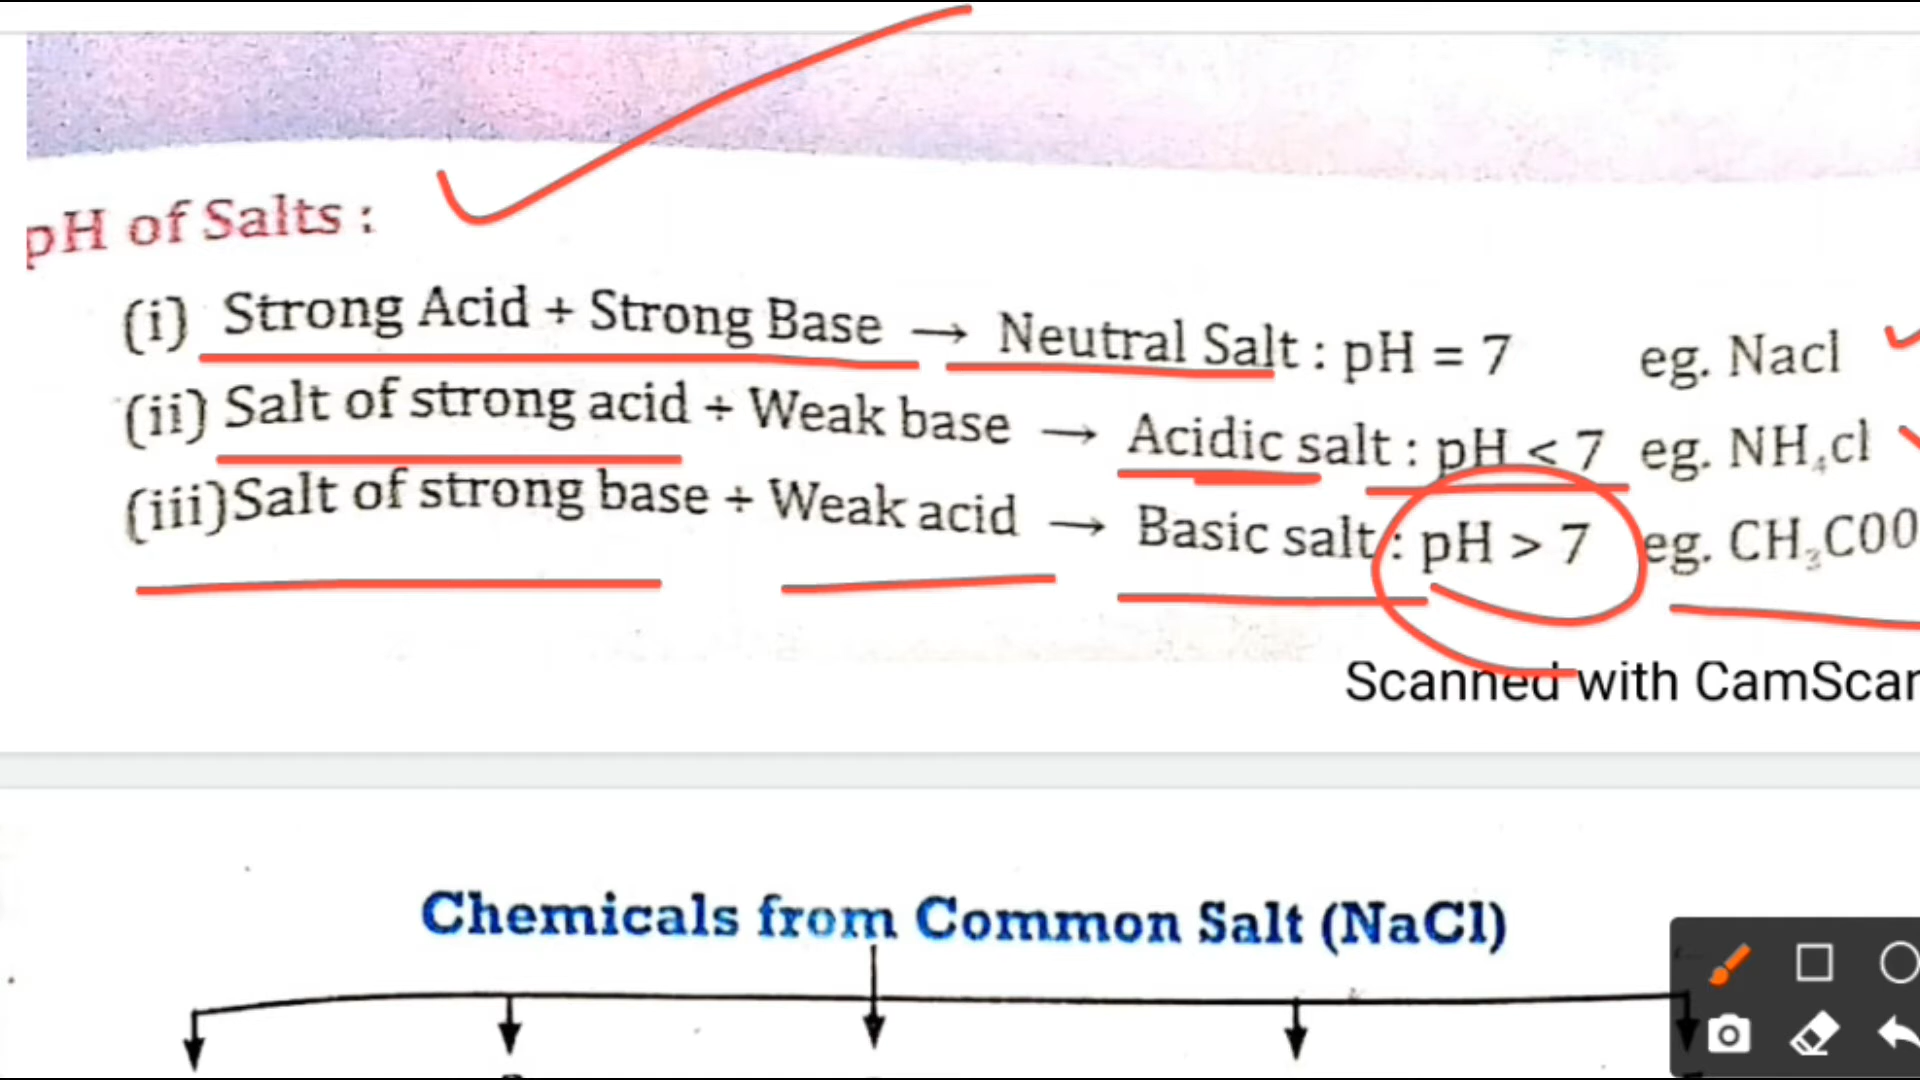 pH of Salts :
(i) Strong Acid + Strong Base → Neutral Salt : pH = 7 eg. Nacl
(ii) Salt of strong acid + Weak base → Acidic salt : pH < 7 eg. NH₄cl
(iii) Salt of strong base + Weak acid → Basic salt : pH > 7 eg. CH₃COO
Scanned with CamScan
Chemicals from Common Salt (NaCl)